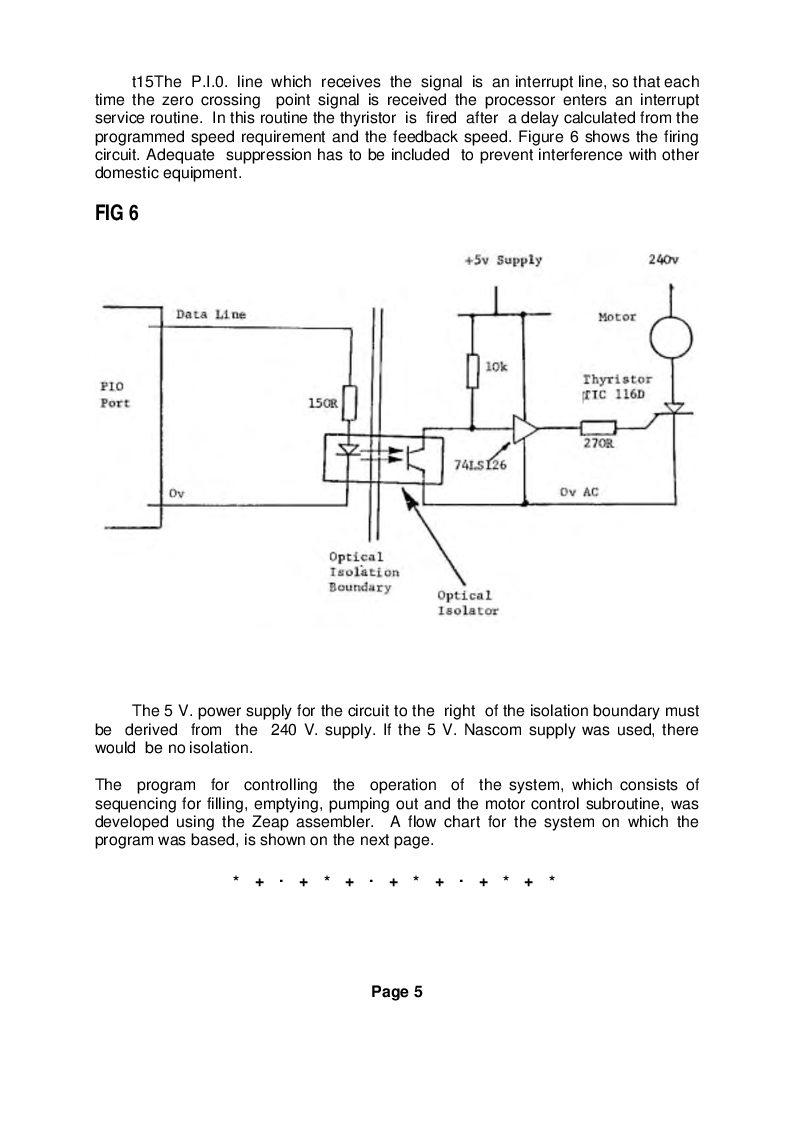 t15The P.I.0. line which receives the signal is an interrupt line, so that each
time the zero crossing point signal is received the processor enters an interrupt
service routine. In this routine the thyristor is fired after a delay calculated from the
programmed speed requirement and the feedback speed. Figure 6 shows the firing
circuit. Adequate suppression has to be included to prevent interference with other
domestic equipment.
FIG 6
+5v Supply
240v
Data Line
Motor
PIO
Port
10k
Thyristor
TIC 116D
150R
270R
74LS126
0v
0v AC
Optical
Isolation
Boundary
Optical
Isolator
The 5 V. power supply for the circuit to the right of the isolation boundary must
be derived from the 240 V. supply. If the 5 V. Nascom supply was used, there
would be no isolation.
The program for controlling the operation of the system, which consists of
sequencing for filling, emptying, pumping out and the motor control subroutine, was
developed using the Zeap assembler. A flow chart for the system on which the
program was based, is shown on the next page.
* + · + * + · + * + · + * + *
Page 5